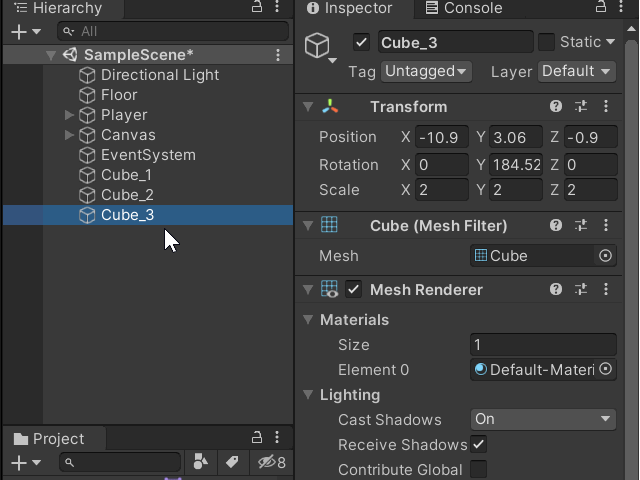 Hierarchy
All
SampleScene*
Directional Light
Floor
Player
Canvas
EventSystem
Cube_1
Cube_2
Cube_3
Project
8
Inspector
Console
Cube_3
Static
Tag Untagged Layer Default
Transform
Position X -10.9 Y 3.06 Z -0.9
Rotation X 0 Y 184.52 Z 0
Scale X 2 Y 2 Z 2
Cube (Mesh Filter)
Mesh Cube
Mesh Renderer
Materials
Size 1
Element 0 Default-Materi
Lighting
Cast Shadows On
Receive Shadows
Contribute Global